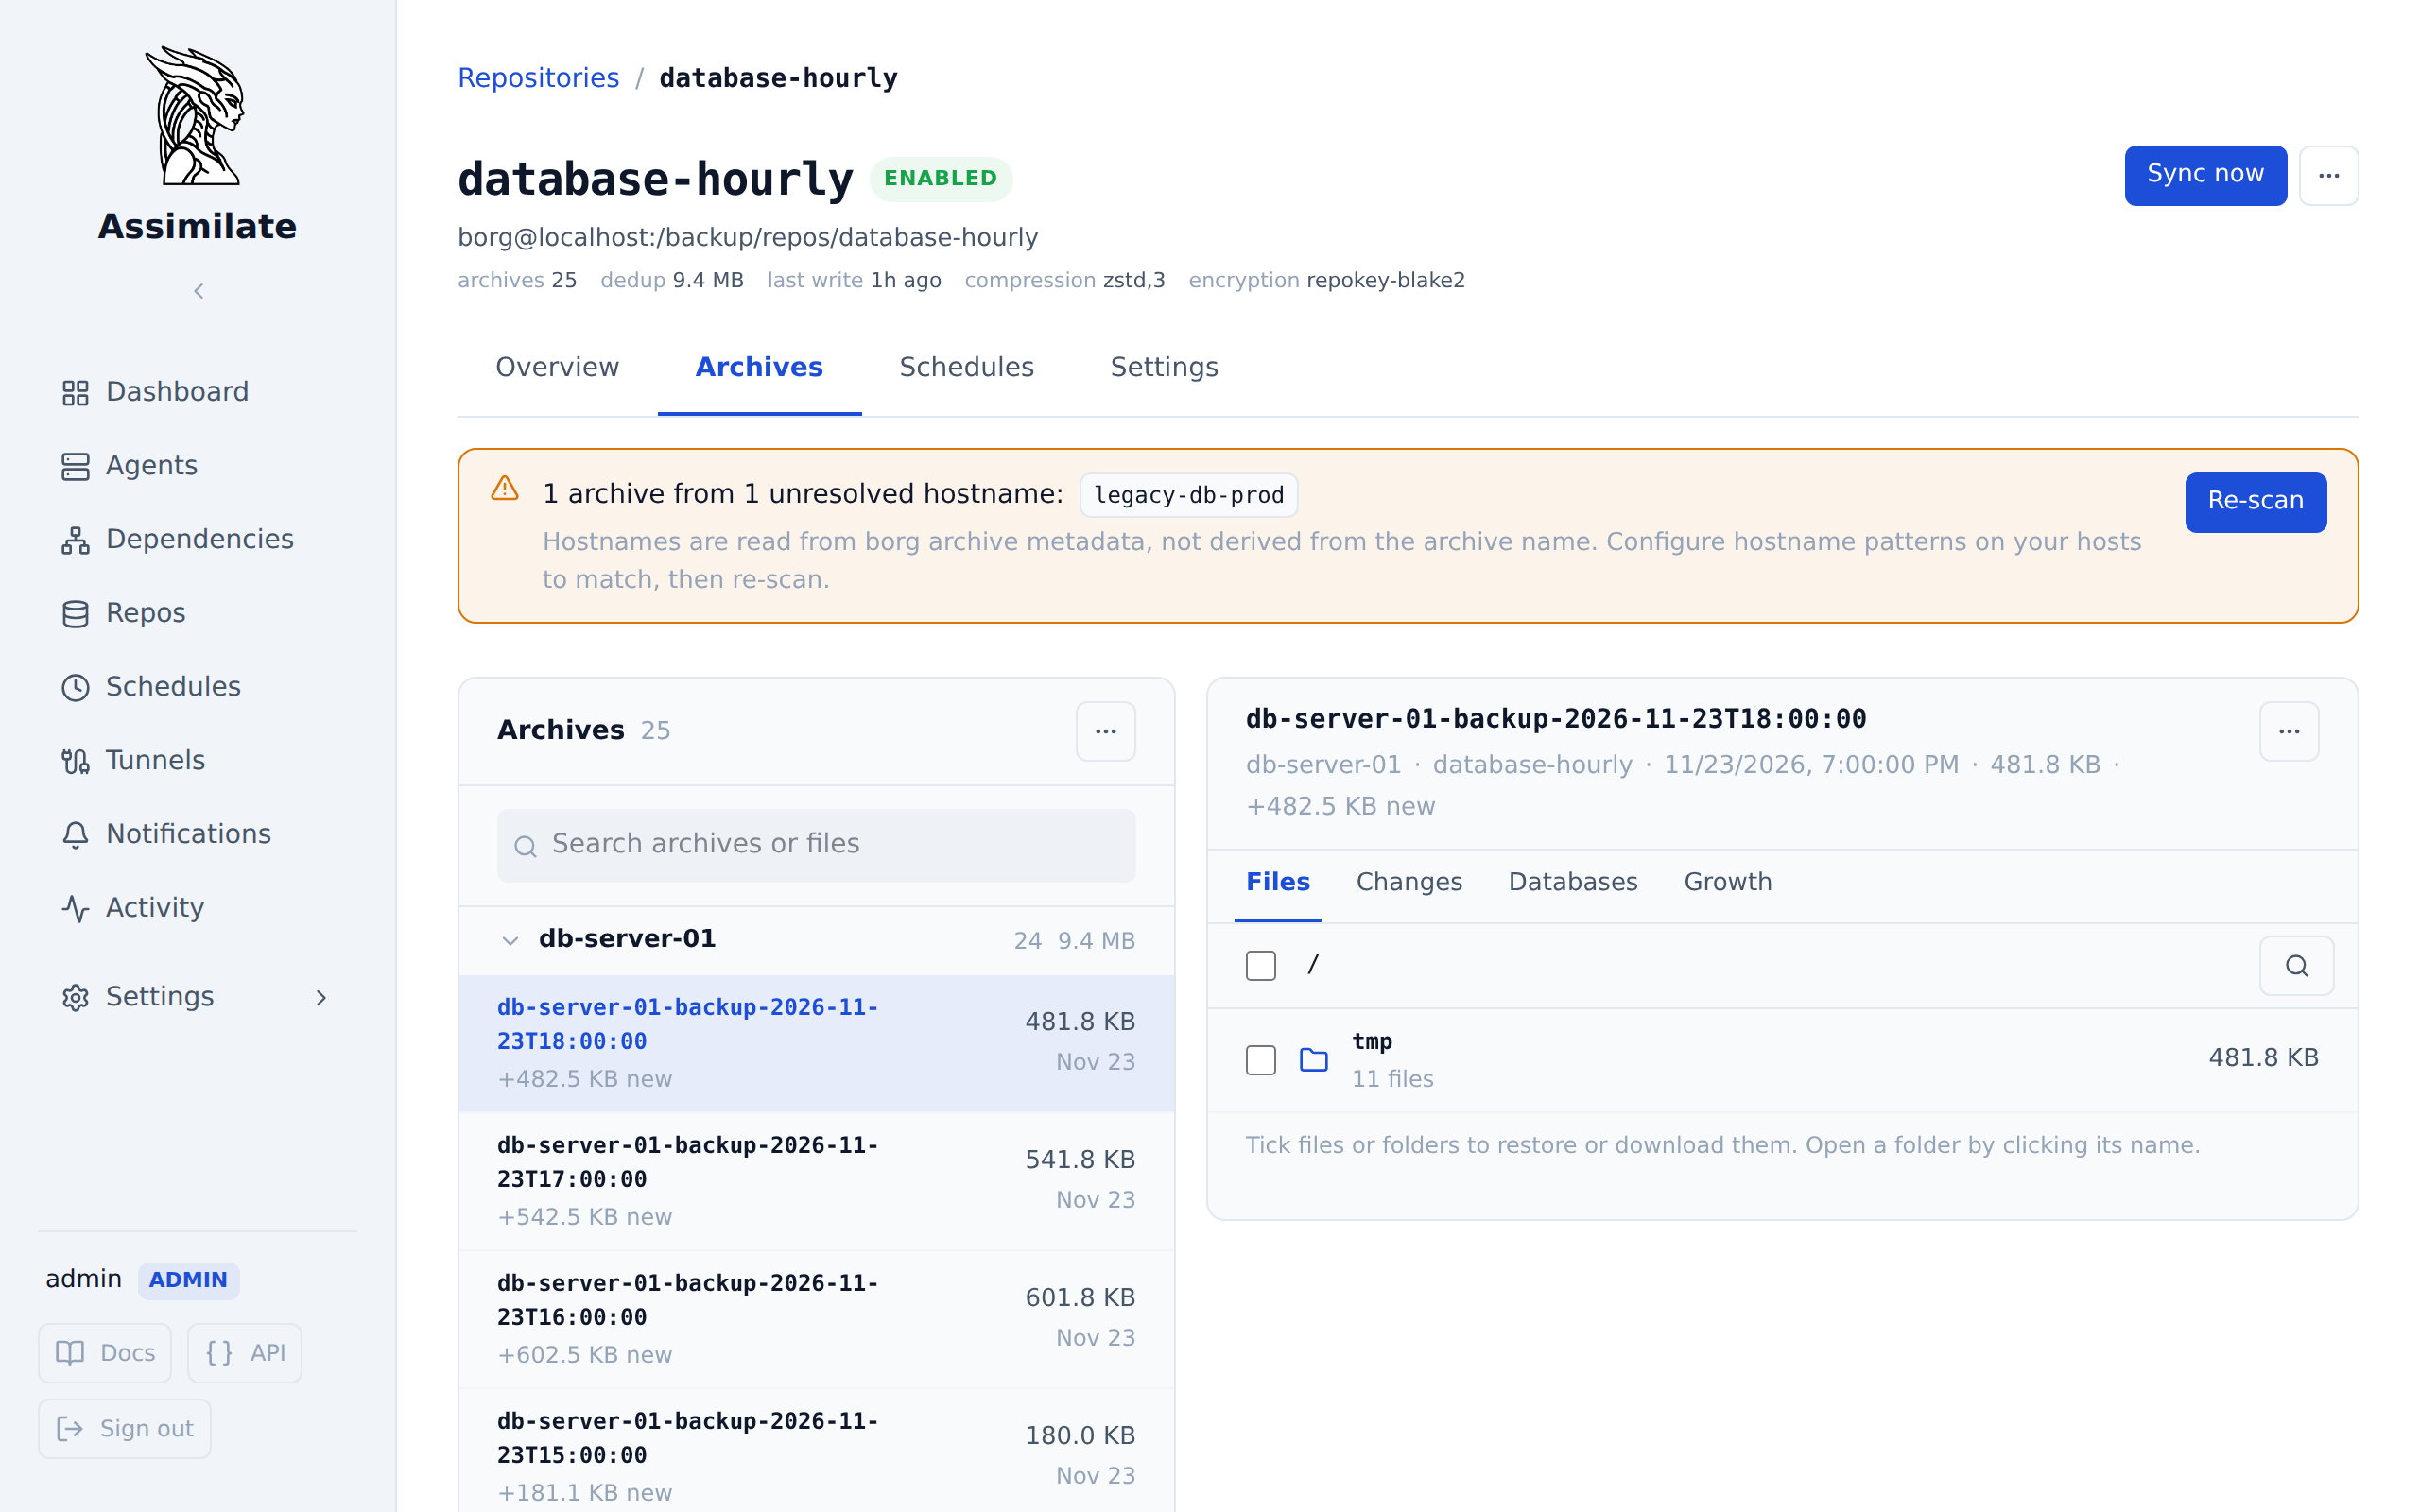 Assimilate
Dashboard
Agents
Dependencies
Repos
Schedules
Tunnels
Notifications
Activity
Settings
admin ADMIN
Docs API
Sign out
Repositories / database-hourly
database-hourly ENABLED
Sync now
borg@localhost:/backup/repos/database-hourly
archives 25 dedup 9.4 MB last write 1h ago compression zstd,3 encryption repokey-blake2
Overview Archives Schedules Settings
1 archive from 1 unresolved hostname: legacy-db-prod
Re-scan
Hostnames are read from borg archive metadata, not derived from the archive name. Configure hostname patterns on your hosts
to match, then re-scan.
Archives 25
Search archives or files
db-server-01 24 9.4 MB
db-server-01-backup-2026-11-
23T18:00:00
481.8 KB
Nov 23
+482.5 KB new
db-server-01-backup-2026-11-
23T17:00:00
541.8 KB
Nov 23
+542.5 KB new
db-server-01-backup-2026-11-
23T16:00:00
601.8 KB
Nov 23
+602.5 KB new
db-server-01-backup-2026-11-
23T15:00:00
180.0 KB
Nov 23
+181.1 KB new
db-server-01-backup-2026-11-23T18:00:00
db-server-01 · database-hourly · 11/23/2026, 7:00:00 PM · 481.8 KB ·
+482.5 KB new
Files Changes Databases Growth
/
tmp
11 files
481.8 KB
Tick files or folders to restore or download them. Open a folder by clicking its name.